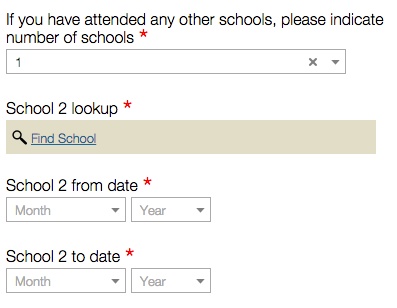 If you have attended any other schools, please indicate
number of schools *
1
School 2 lookup *
Find School
School 2 from date *
Month Year
School 2 to date *
Month Year